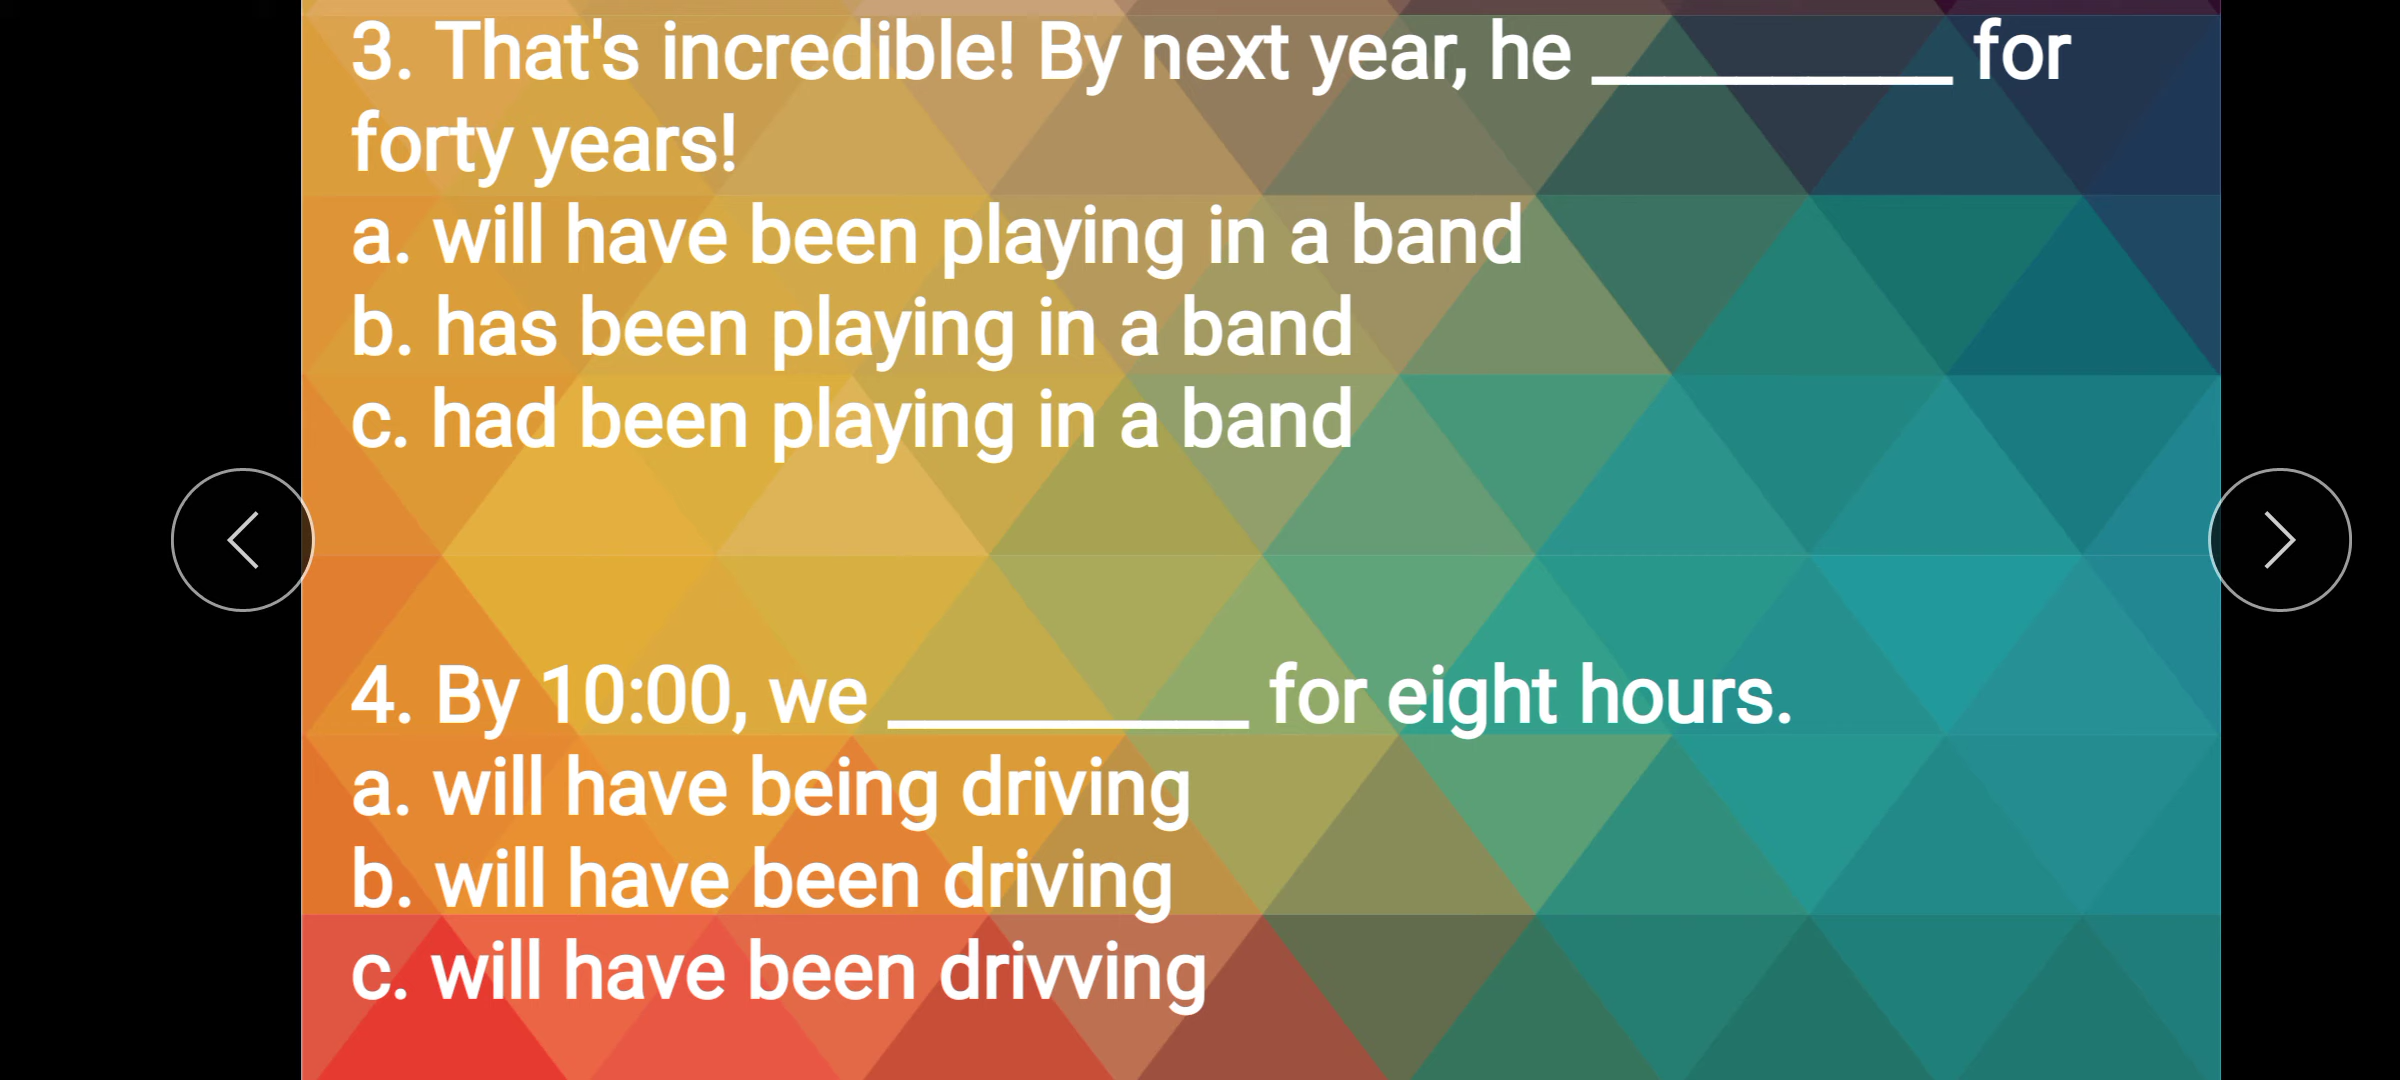 3. That's incredible! By next year, he __________ for
forty years!
a. will have been playing in a band
b. has been playing in a band
c. had been playing in a band
4. By 10:00, we __________ for eight hours.
a. will have being driving
b. will have been driving
c. will have been drivving